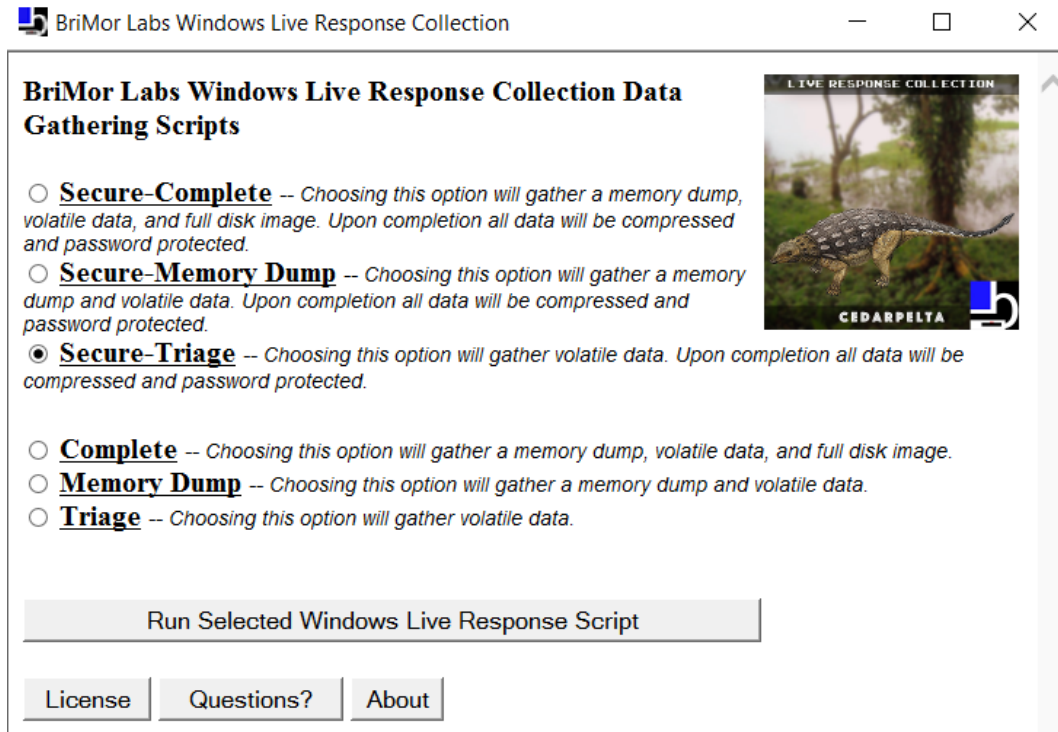 BriMor Labs Windows Live Response Collection
BriMor Labs Windows Live Response Collection Data
Gathering Scripts
LIVE RESPONSE COLLECTION
CEDARPELTA
Secure-Complete -- Choosing this option will gather a memory dump,
volatile data, and full disk image. Upon completion all data will be compressed
and password protected.
Secure-Memory Dump -- Choosing this option will gather a memory
dump and volatile data. Upon completion all data will be compressed and
password protected.
Secure-Triage -- Choosing this option will gather volatile data. Upon completion all data will be
compressed and password protected.
Complete -- Choosing this option will gather a memory dump, volatile data, and full disk image.
Memory Dump -- Choosing this option will gather a memory dump and volatile data.
Triage -- Choosing this option will gather volatile data.
Run Selected Windows Live Response Script
License Questions? About